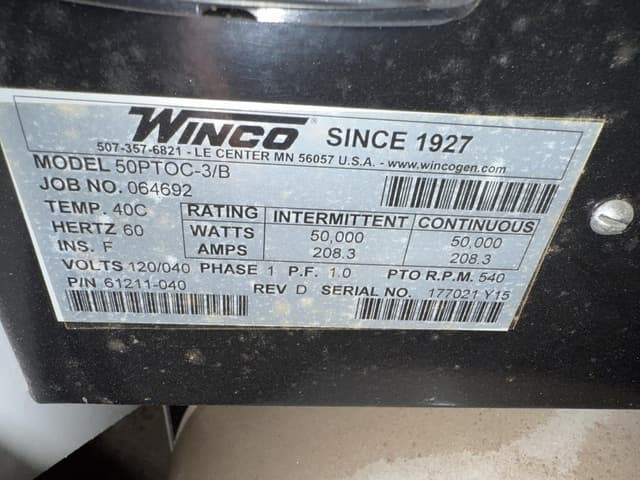 WINCO® SINCE 1927
507-357-6821 - LE CENTER MN 56057 U.S.A. - www.wincogen.com
MODEL 50PTOC-3/B
JOB NO. 064692
TEMP. 40C
HERTZ 60
INS. F
RATING INTERMITTENT CONTINUOUS
WATTS 50,000 50,000
AMPS 208.3 208.3
VOLTS 120/040 PHASE 1 P.F. 1.0 PTO R.P.M. 540
P/N 61211-040 REV D SERIAL NO. 177021 Y15